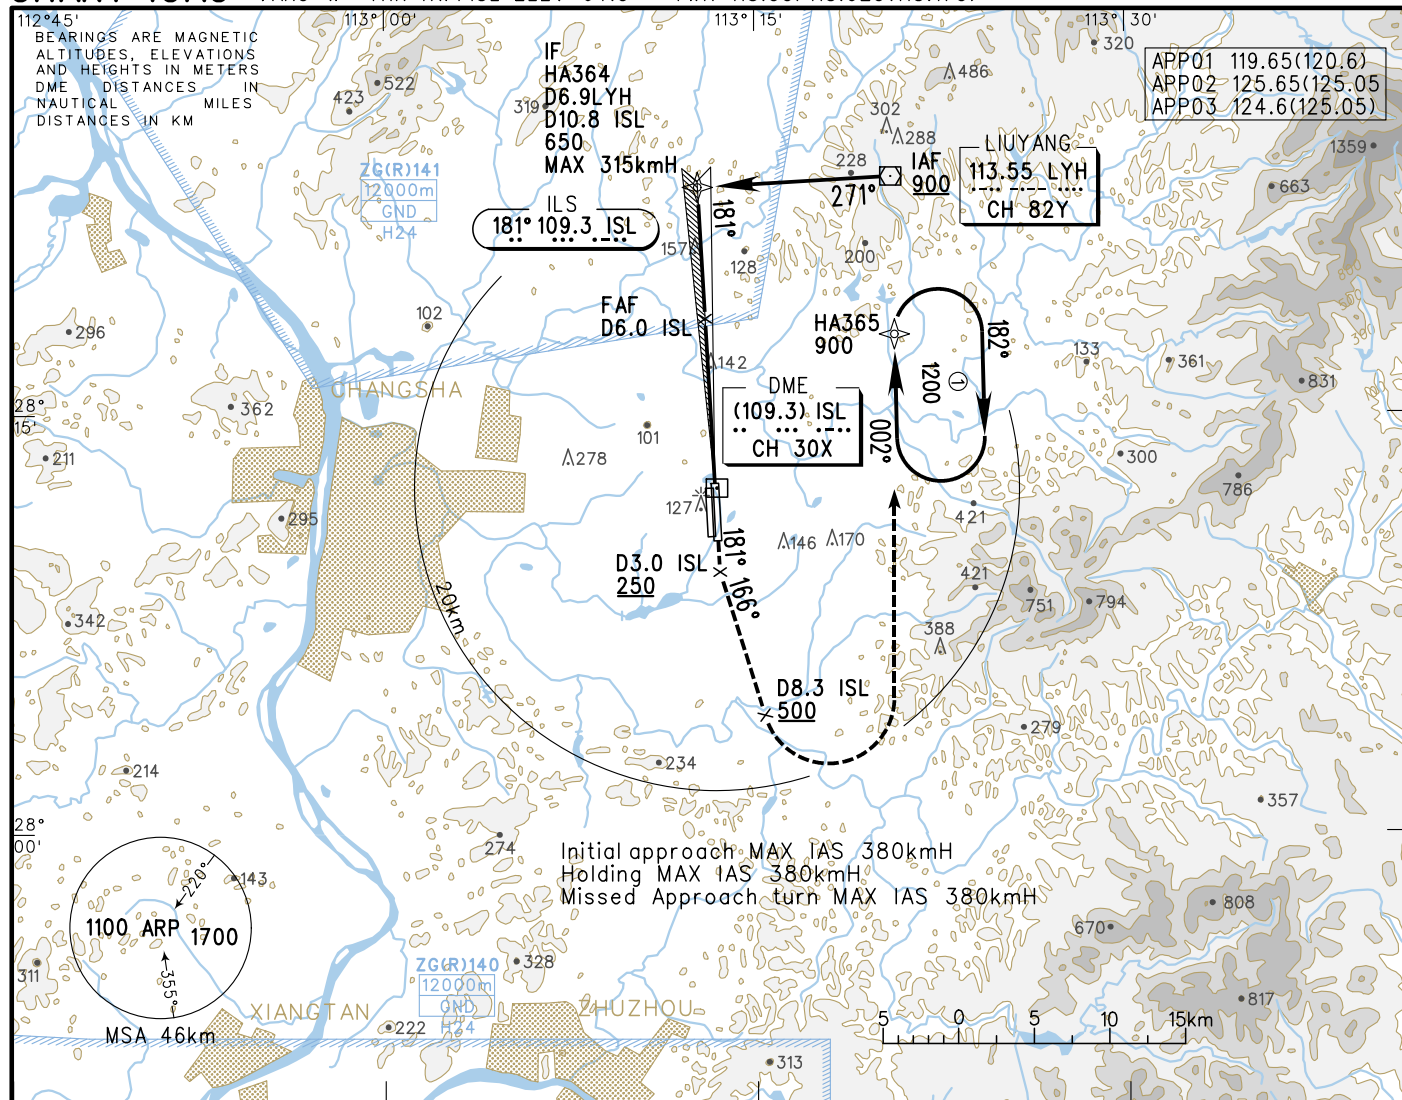 112°45'
113°00'
113°15'
113°30'
BEARINGS ARE MAGNETIC
ALTITUDES, ELEVATIONS
AND HEIGHTS IN METERS
DME DISTANCES IN
NAUTICAL MILES
DISTANCES IN KM
APP01 119.65(120.6)
APP02 125.65(125.05
APP03 124.6(125.05)
IF
HA364
D6.9LYH
D10.8 ISL
650
MAX 315kmH
ILS
181° 109.3 ISL
ZG(R)141
12000m
GND
H24
IAF
900
LIUYANG
113.55 LYH
CH 82Y
271°
181°
522
423
319
320
486
302
288
228
1359
663
200
157
128
102
296
FAF
D6.0 ISL
HA365
900
182°
1200
①
002°
142
133
361
831
CHANGSHA
362
28°
15'
211
DME
(109.3) ISL
CH 30X
101
278
300
786
127
295
421
146
170
181°
D3.0 ISL
250
166°
421
751
794
342
20km
388
D8.3 ISL
500
279
234
214
357
28°
00'
274
Initial approach MAX IAS 380kmH
Holding MAX IAS 380kmH
Missed Approach turn MAX IAS 380kmH
143
220°
1100 ARP 1700
355°
MSA 46km
808
670
311
328
817
ZG(R)140
12000m
GND
H24
XIANGTAN
ZHUZHOU
222
313
5 0 5 10 15km